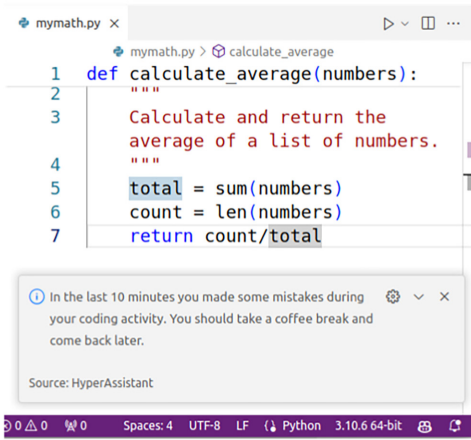 mymath.py
mymath.py > calculate_average
1 def calculate_average(numbers):
2 """
3 Calculate and return the
average of a list of numbers.
4 """
5 total = sum(numbers)
6 count = len(numbers)
7 return count/total
In the last 10 minutes you made some mistakes during
your coding activity. You should take a coffee break and
come back later.
Source: HyperAssistant
0 0 0 Spaces: 4 UTF-8 LF Python 3.10.6 64-bit